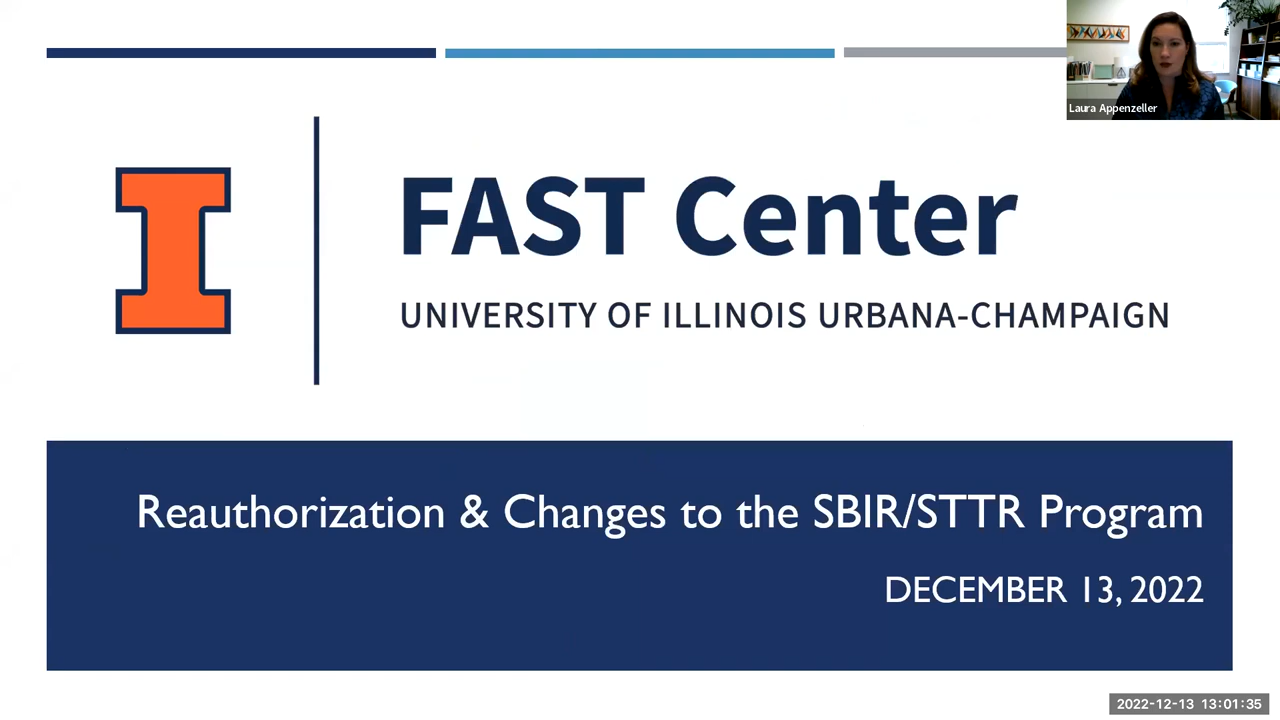 Laura Appenzeller
I
FAST Center
UNIVERSITY OF ILLINOIS URBANA-CHAMPAIGN
Reauthorization & Changes to the SBIR/STTR Program
DECEMBER 13, 2022
2022-12-13 13:01:35